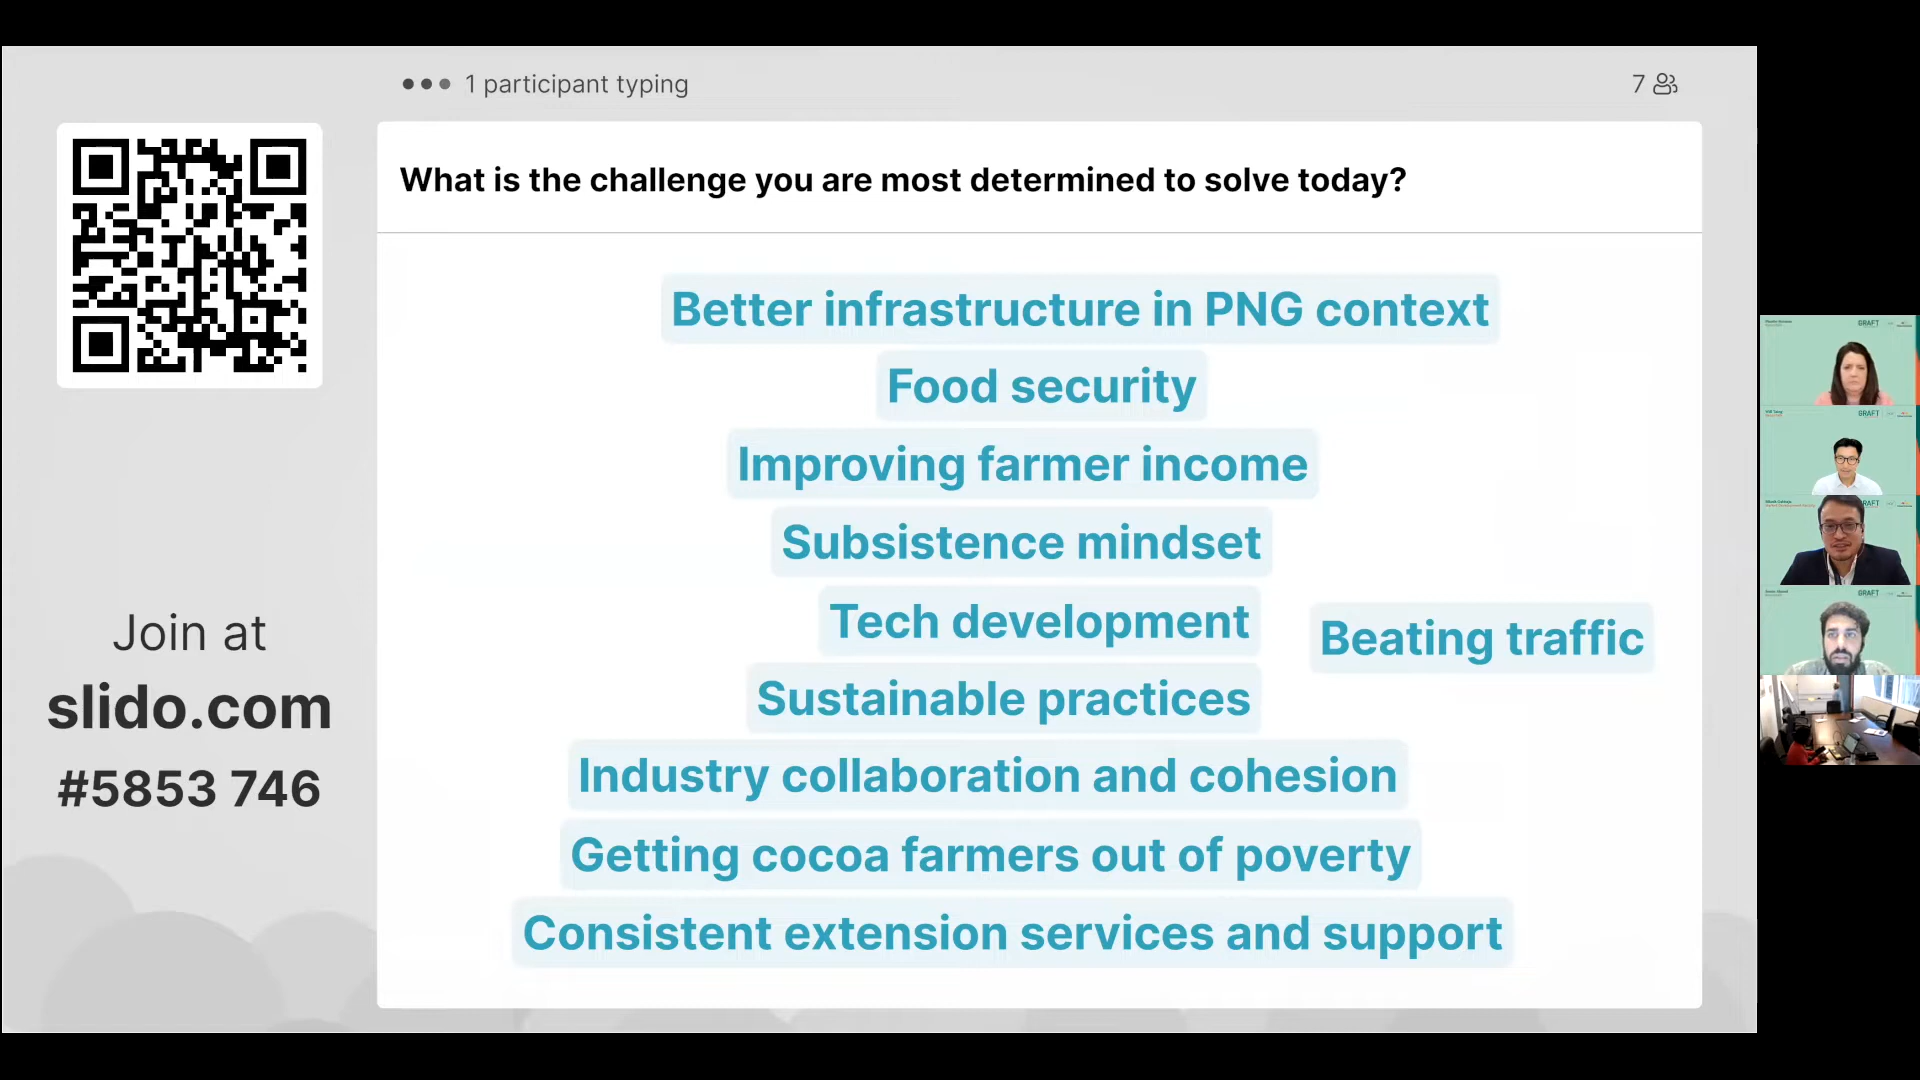 1 participant typing
7
What is the challenge you are most determined to solve today?
Better infrastructure in PNG context
Food security
Improving farmer income
Subsistence mindset
Tech development
Beating traffic
Sustainable practices
Industry collaboration and cohesion
Getting cocoa farmers out of poverty
Consistent extension services and support
Join at
slido.com
#5853 746
GRAFT
GRAFT
GRAFT